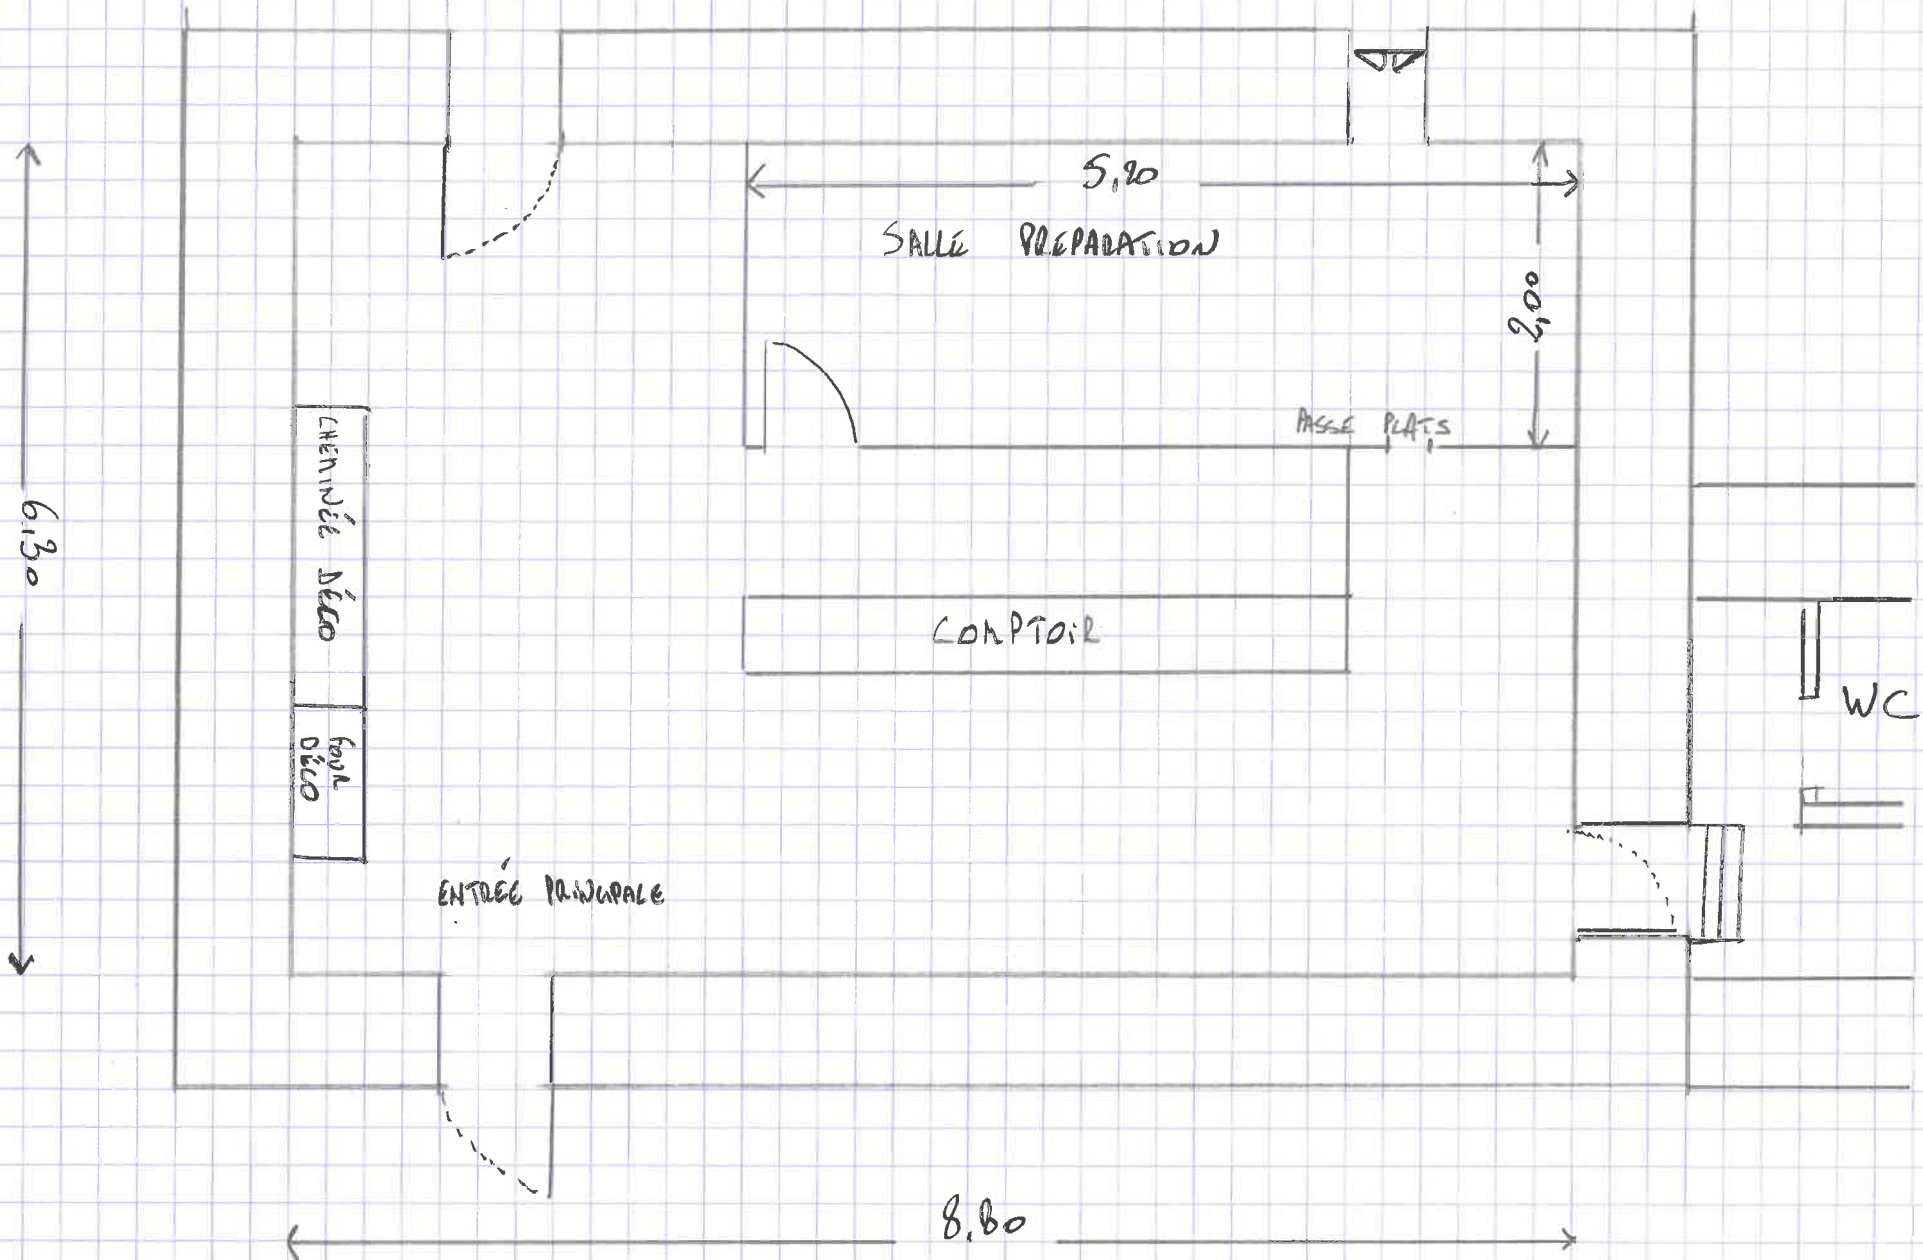 5,20
SALLE PREPARATION
2,00
PASSE PLATS
CHEMINÉE DÉCO
6,30
COMPTOIR
WC
FOUR
DÉCO
ENTRÉE PRINCIPALE
8,80